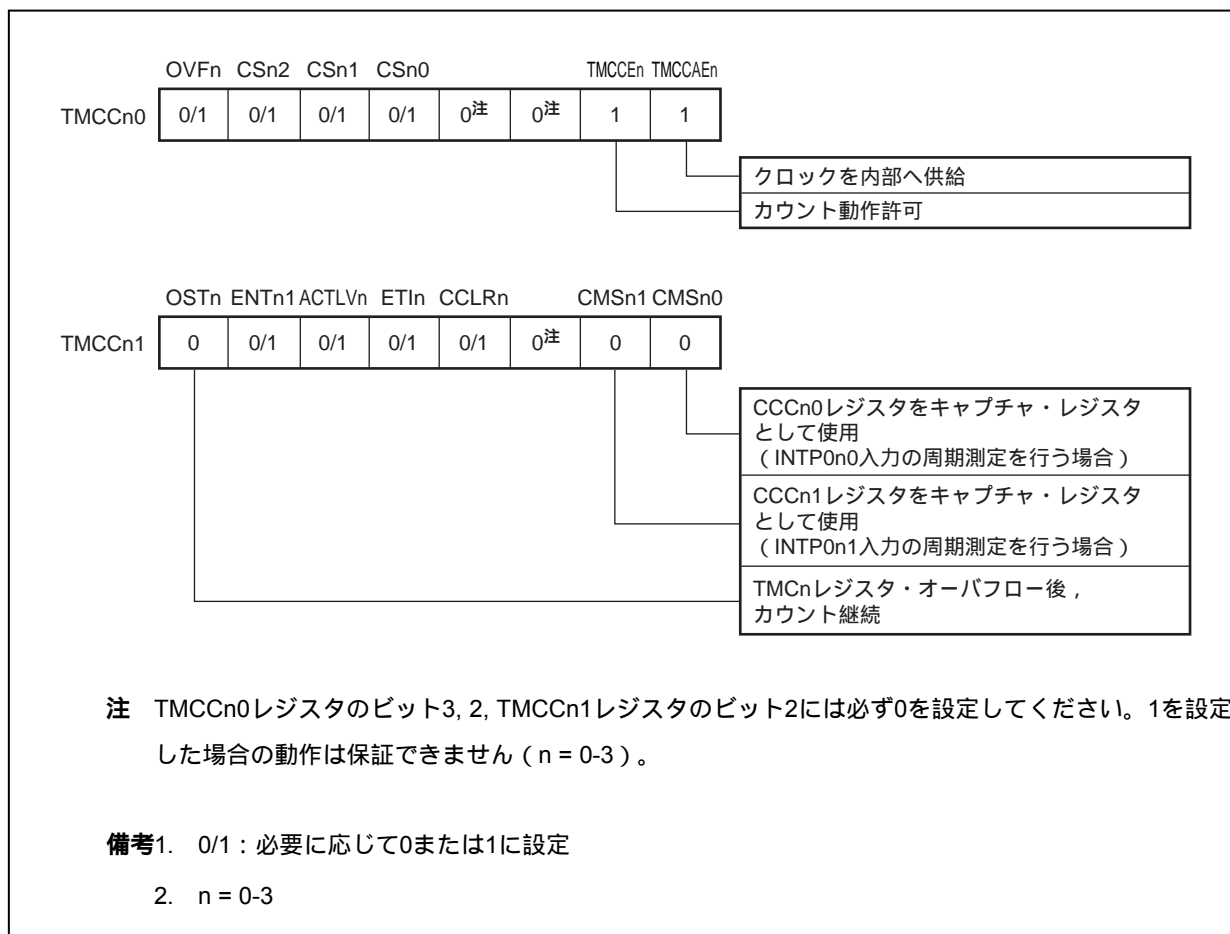 OVFn CSn2 CSn1 CSn0 TMCCEn TMCCAEn
TMCCn0 0/1 0/1 0/1 0/1 0注 0注 1 1
クロックを内部へ供給
カウント動作許可
OSTn ENTn1 ACTLVn ETIn CCLRn CMSn1 CMSn0
TMCCn1 0 0/1 0/1 0/1 0/1 0注 0 0
CCCn0レジスタをキャプチャ・レジスタ
として使用
(INTP0n0入力の周期測定を行う場合)
CCCn1レジスタをキャプチャ・レジスタ
として使用
(INTP0n1入力の周期測定を行う場合)
TMCnレジスタ・オーバフロー後,
カウント継続
注 TMCCn0レジスタのビット3, 2, TMCCn1レジスタのビット2には必ず0を設定してください。1を設定
した場合の動作は保証できません(n = 0-3)。
備考1. 0/1:必要に応じて0または1に設定
2. n = 0-3